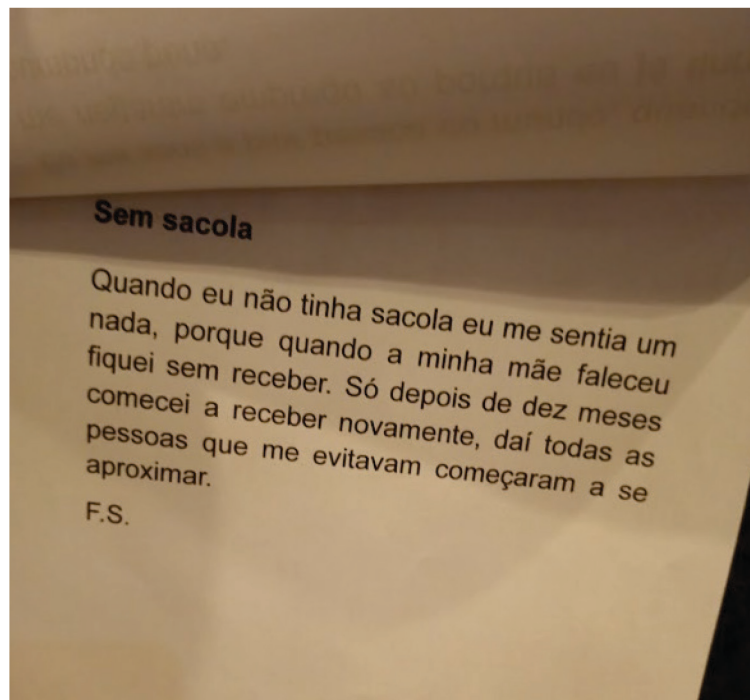 Sem sacola
Quando eu não tinha sacola eu me sentia um
nada, porque quando a minha mãe faleceu
fiquei sem receber. Só depois de dez meses
comecei a receber novamente, daí todas as
pessoas que me evitavam começaram a se
aproximar.
F.S.